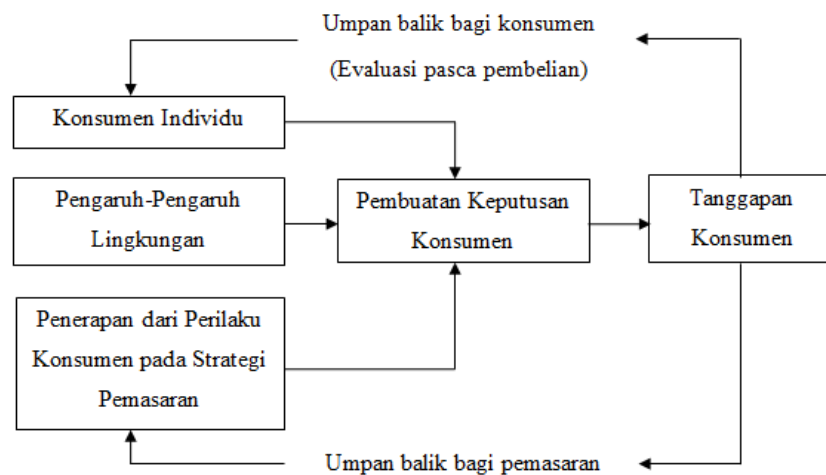 Umpan balik bagi konsumen
(Evaluasi pasca pembelian)
Konsumen Individu
Pengaruh-Pengaruh
Lingkungan
Pembuatan Keputusan
Konsumen
Tanggapan
Konsumen
Penerapan dari Perilaku
Konsumen pada Strategi
Pemasaran
Umpan balik bagi pemasaran